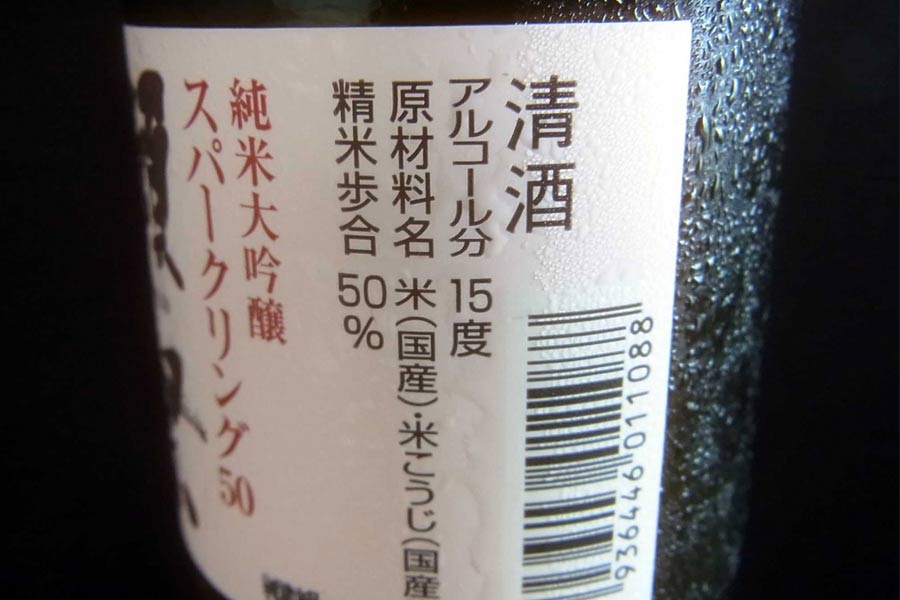 清酒
アルコール分 15度
原材料名 米(国産)・米こうじ(国産
精米歩合 50%
純米大吟醸
スパークリング50
936446 011088